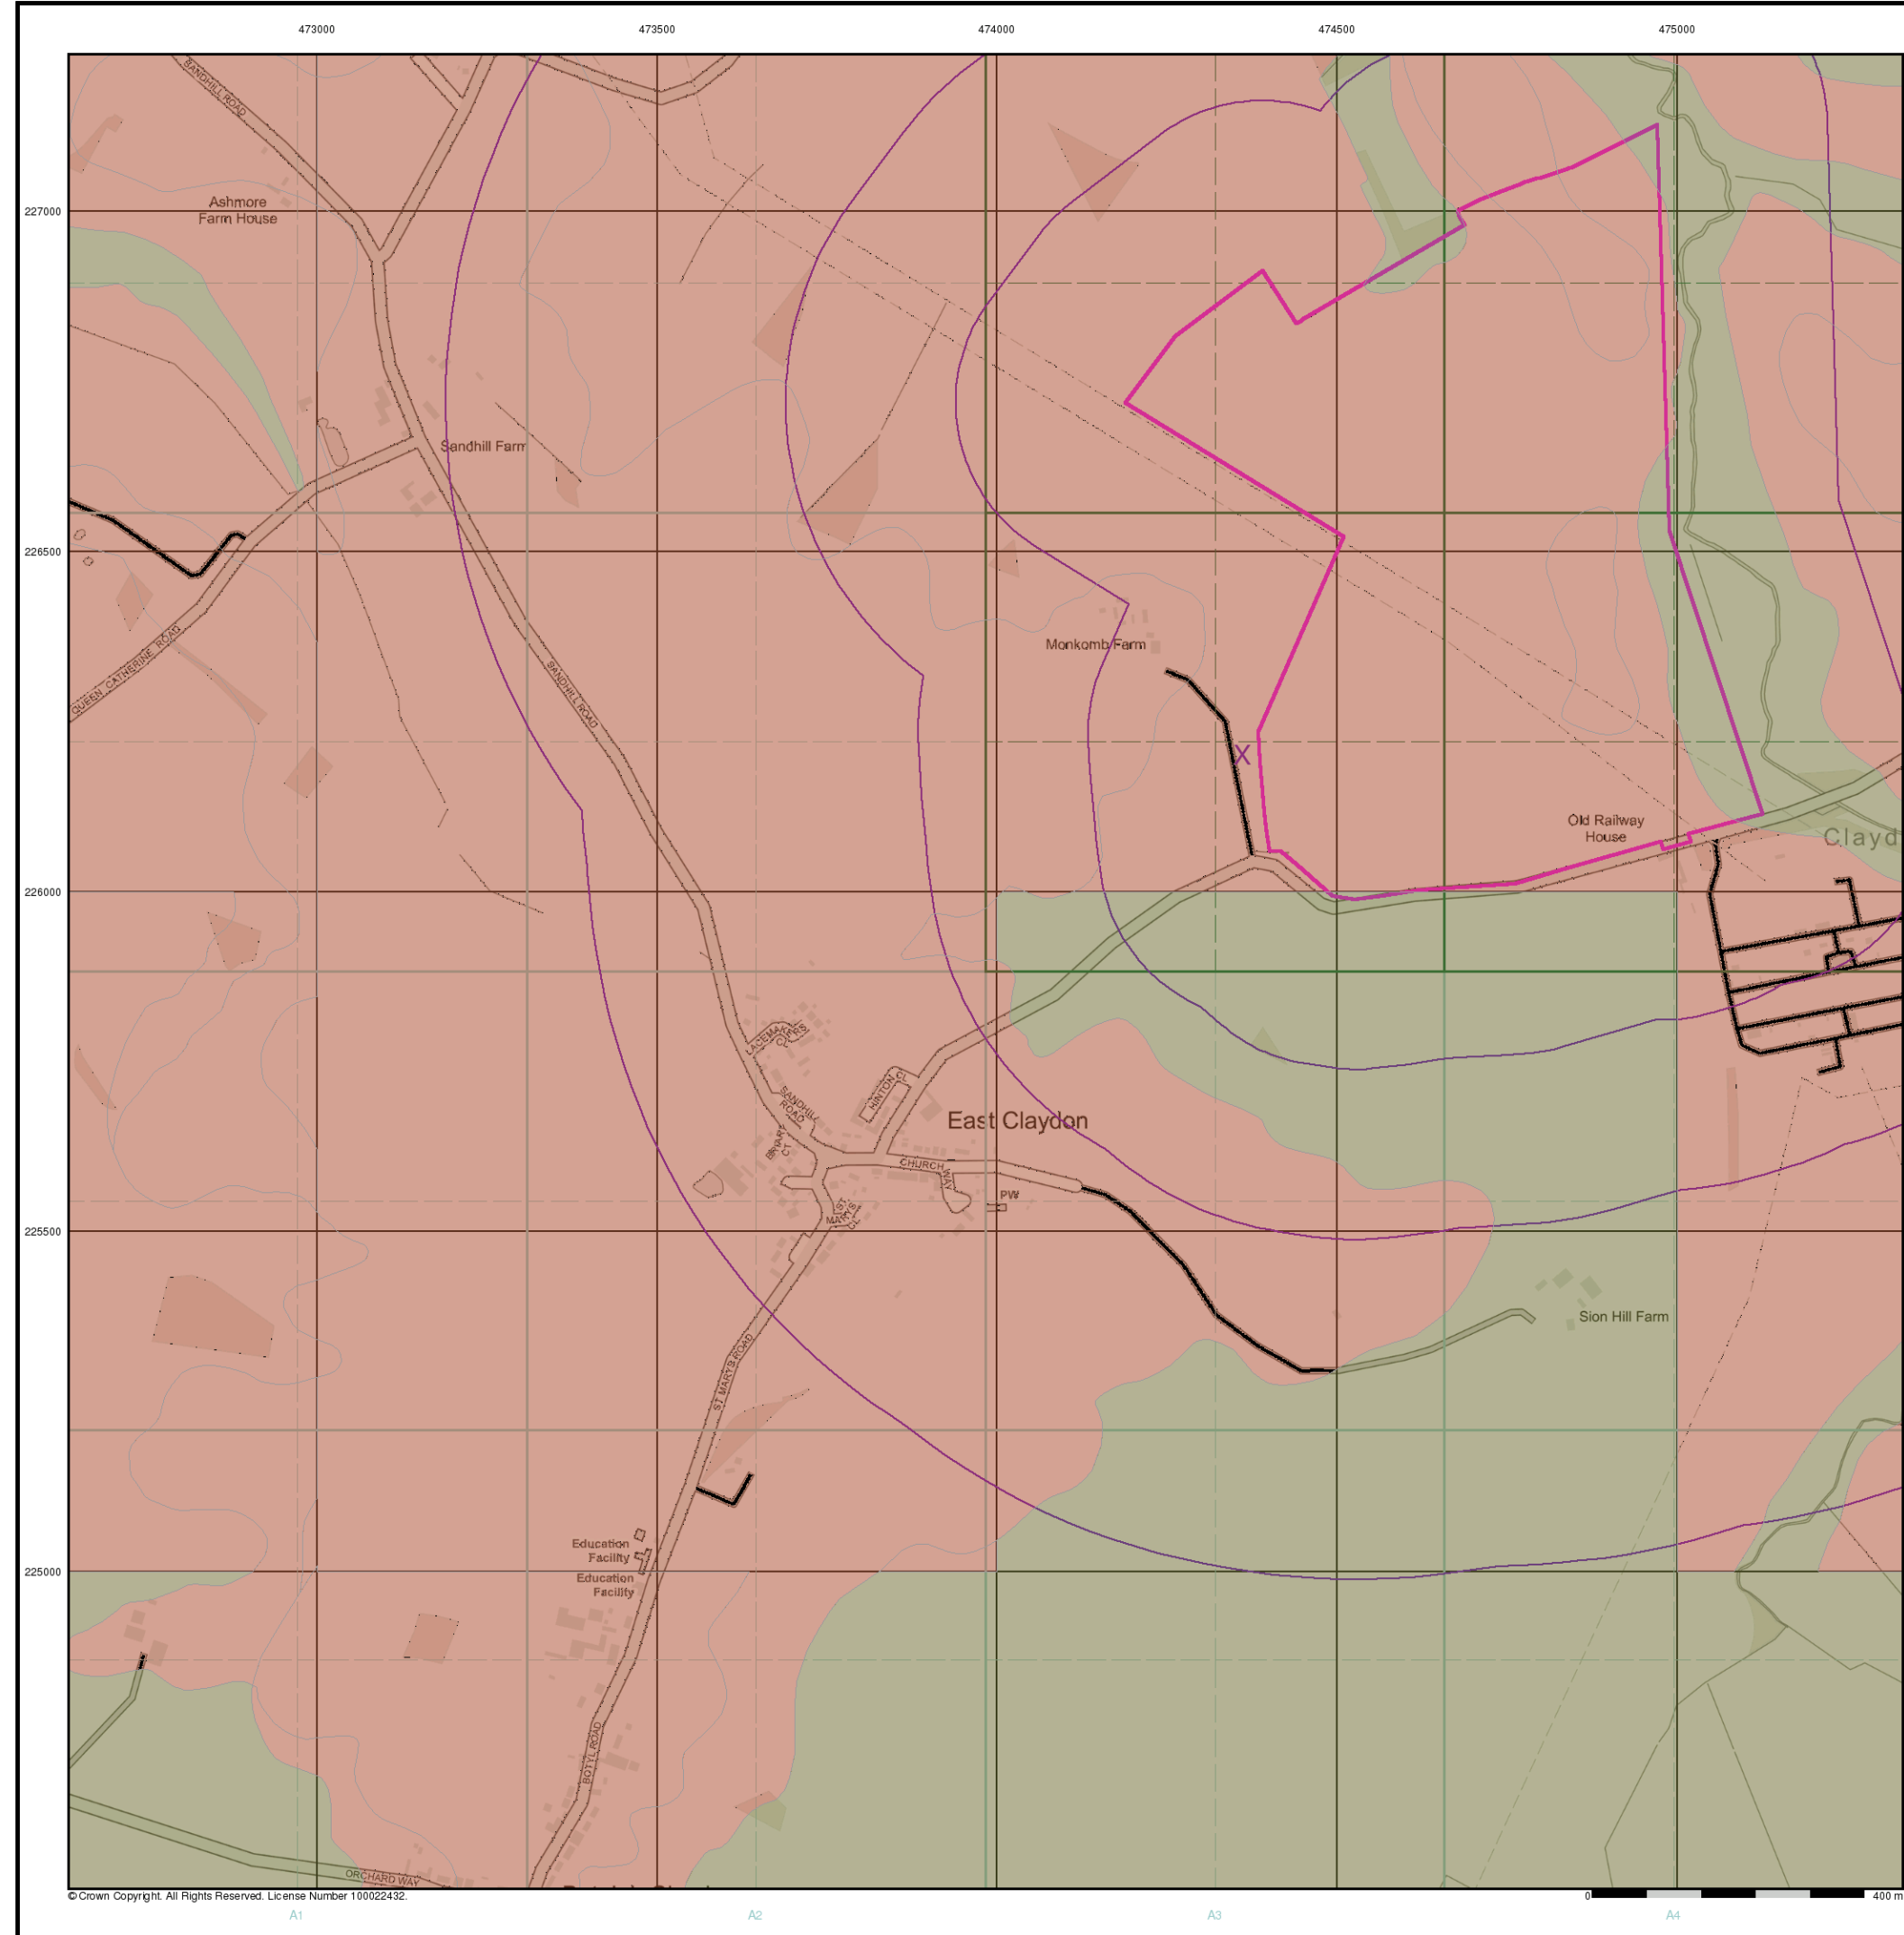 473000 473500 474000 474500 475000
SANDHILL ROAD
227000
Ashmore
Farm House
Sandhill Farm
226500
QUEEN CATHERINE ROAD
SANDHILL ROAD
Monkomb Farm
X
Old Railway
House
Clayd
226000
LACEMAKERS
CL
SANDHILL
ROAD
HINTON CL
East Claydon
BRYART
CT
CHURCH
WAY
PW
ST
MARYS
CL
225500
Sion Hill Farm
ST MARYS ROAD
Education
Facility
225000
Education
Facility
BOTYL ROAD
ORCHARD WAY
© Crown Copyright. All Rights Reserved. License Number 100022432.
0 400 m
A1 A2 A3 A4